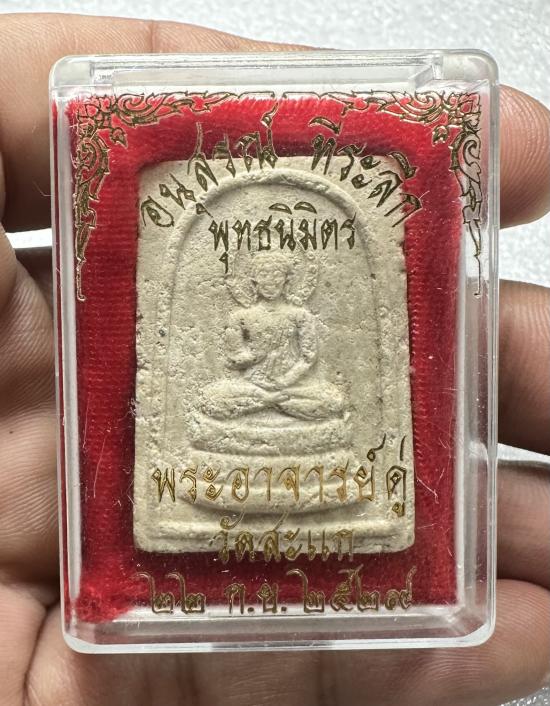 อนุสรณ์ ที่ระลึก
พุทธนิมิตร
พระอาจารย์ดู่
วัดสะแก
๒๒ ก.ย. ๒๕๒๙